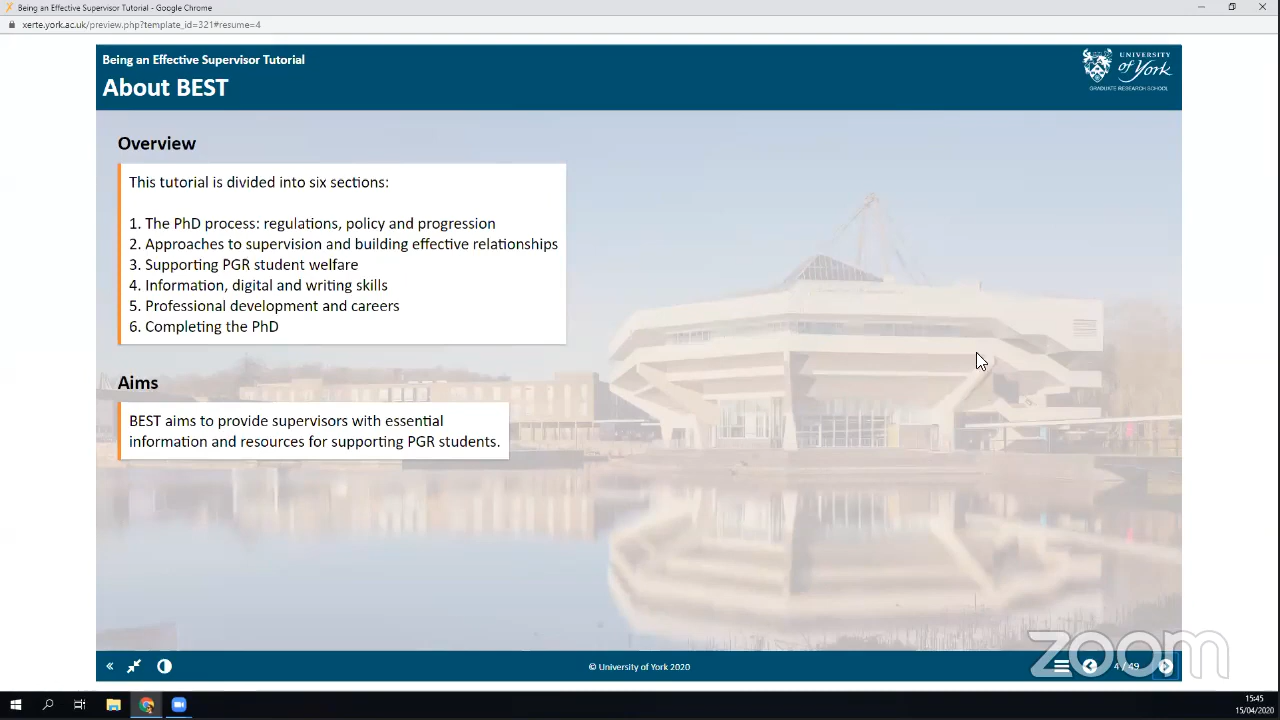 Being an Effective Supervisor Tutorial - Google Chrome
xerte.york.ac.uk/preview.php?template_id=321#resume=4
Being an Effective Supervisor Tutorial
About BEST
UNIVERSITY
of York
GRADUATE RESEARCH SCHOOL
Overview
This tutorial is divided into six sections:
1. The PhD process: regulations, policy and progression
2. Approaches to supervision and building effective relationships
3. Supporting PGR student welfare
4. Information, digital and writing skills
5. Professional development and careers
6. Completing the PhD
Aims
BEST aims to provide supervisors with essential
information and resources for supporting PGR students.
© University of York 2020
4 / 49
zoom
15:45
15/04/2020